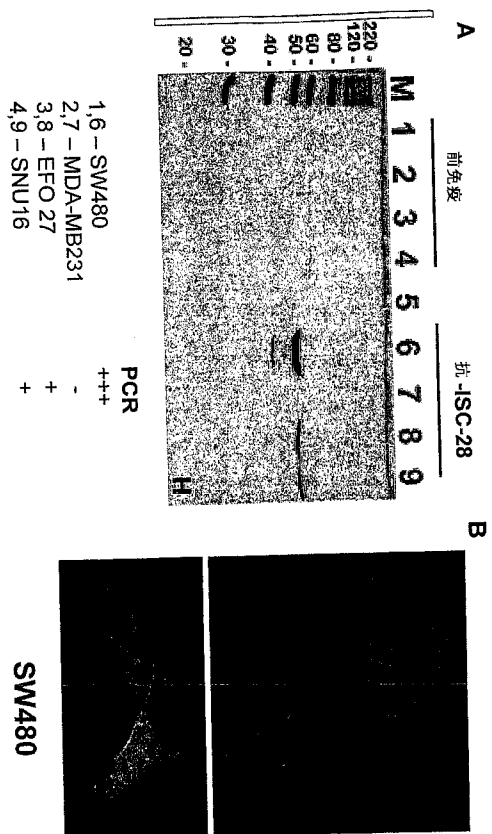 A
前免疫
抗-ISC-28
M 1 2 3 4 5 6 7 8 9
220 -
120 -
80 -
60 -
50 -
40 -
30 -
20 =
H
PCR
1,6 – SW480 +++
2,7 – MDA-MB231 -
3,8 – EFO 27 +
4,9 – SNU16 +
B
SW480